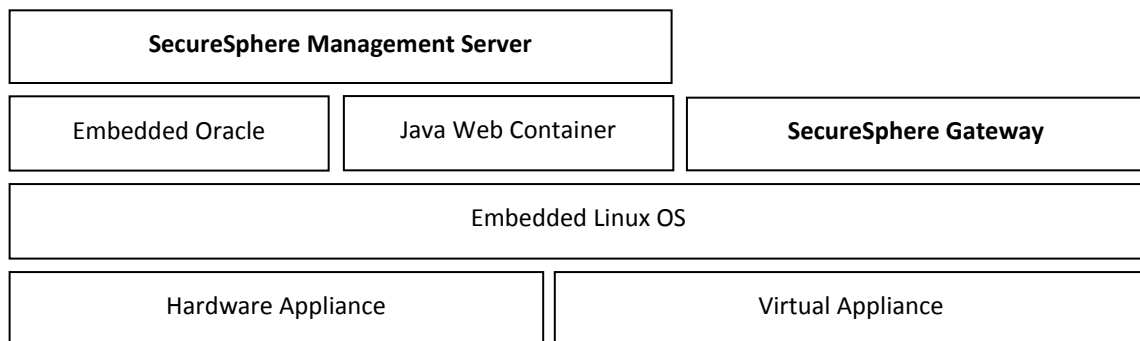 SecureSphere Management Server
Embedded Oracle
Java Web Container
SecureSphere Gateway
Embedded Linux OS
Hardware Appliance
Virtual Appliance